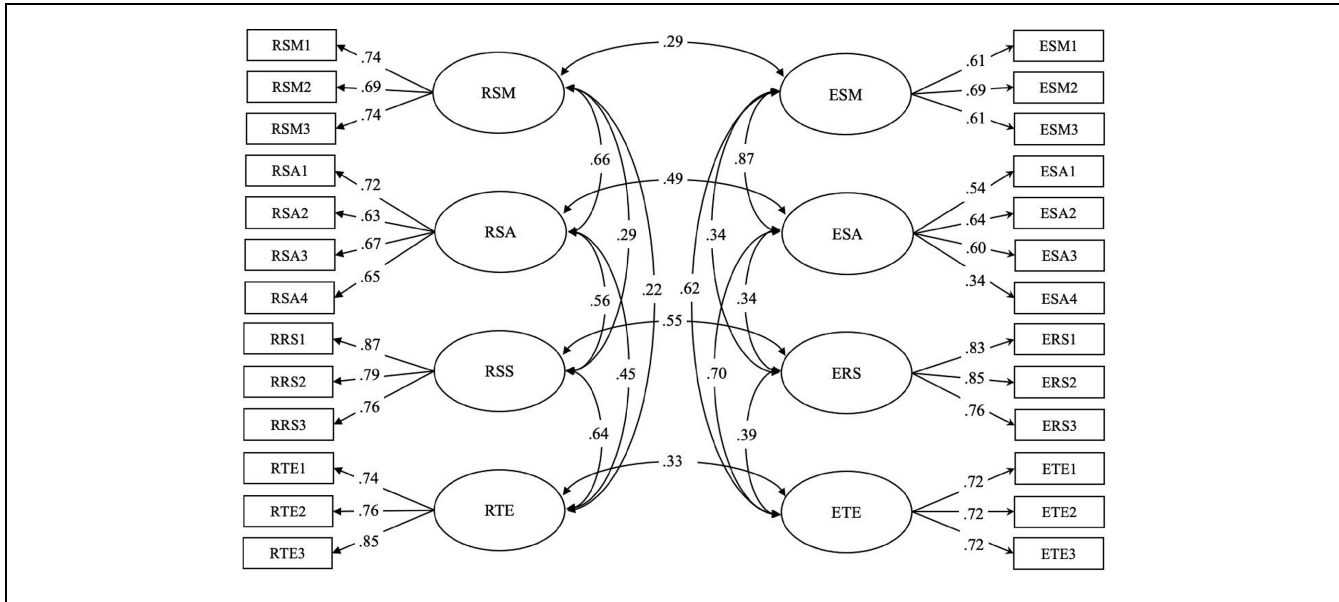 RSM1
RSM2
RSM3
RSA1
RSA2
RSA3
RSA4
RRS1
RRS2
RRS3
RTE1
RTE2
RTE3
.74
.69
.74
.72
.63
.67
.65
.87
.79
.76
.74
.76
.85
RSM
RSA
RSS
RTE
.29
.66
.49
.29
.56
.22
.55
.45
.64
.33
.87
.34
.62
.34
.70
.39
ESM
ESA
ERS
ETE
.61
.69
.61
.54
.64
.60
.34
.83
.85
.76
.72
.72
.72
ESM1
ESM2
ESM3
ESA1
ESA2
ESA3
ESA4
ERS1
ERS2
ERS3
ETE1
ETE2
ETE3